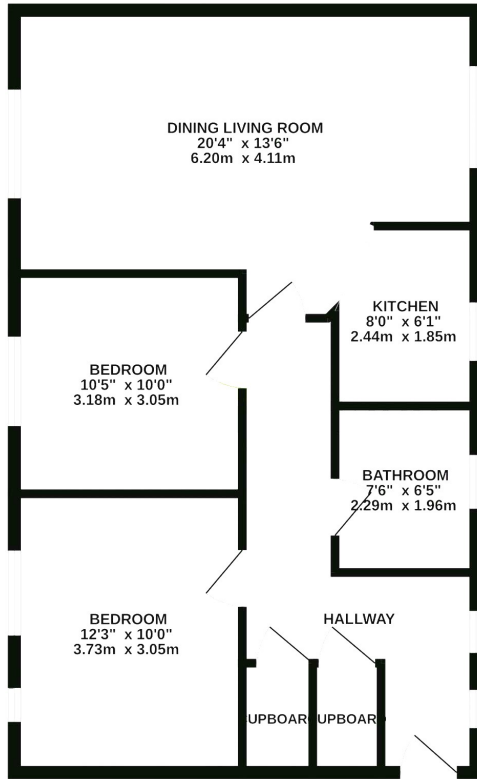 DINING LIVING ROOM
20'4" x 13'6"
6.20m x 4.11m
KITCHEN
8'0" x 6'1"
2.44m x 1.85m
BEDROOM
10'5" x 10'0"
3.18m x 3.05m
BATHROOM
7'6" x 6'5"
2.29m x 1.96m
BEDROOM
12'3" x 10'0"
3.73m x 3.05m
HALLWAY
UPBOAR
UPBOAR